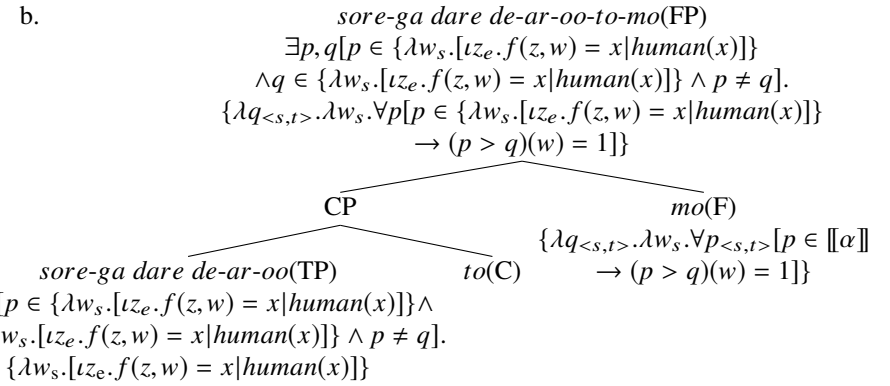 b. sore-ga dare de-ar-oo-to-mo(FP)
∃p, q[p ∈ {λw_s.[ιz_e. f(z, w) = x|human(x)]}
∧q ∈ {λw_s.[ιz_e. f(z, w) = x|human(x)]} ∧ p ≠ q].
{λq_{<s,t>}.λw_s.∀p[p ∈ {λw_s.[ιz_e. f(z, w) = x|human(x)]}
→ (p > q)(w) = 1]}
CP mo(F)
{λq_{<s,t>}.λw_s.∀p_{<s,t>}[p ∈ ⟦α⟧
→ (p > q)(w) = 1]}
sore-ga dare de-ar-oo(TP) to(C)
[p ∈ {λw_s.[ιz_e. f(z, w) = x|human(x)]}∧
w_s.[ιz_e. f(z, w) = x|human(x)]} ∧ p ≠ q].
{λw_s.[ιz_e. f(z, w) = x|human(x)]}